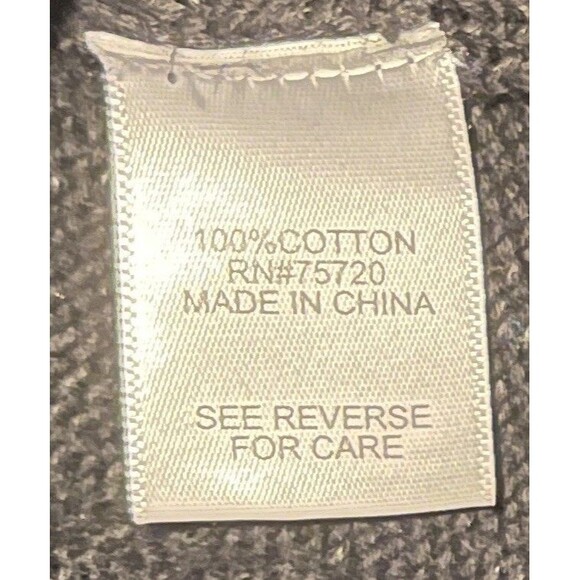 100%COTTON
RN#75720
MADE IN CHINA
SEE REVERSE
FOR CARE